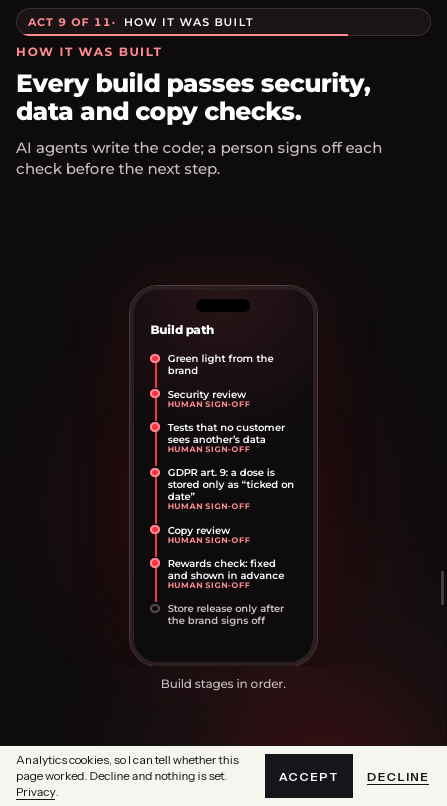 ACT 9 OF 11· HOW IT WAS BUILT
HOW IT WAS BUILT
Every build passes security,
data and copy checks.
AI agents write the code; a person signs off each
check before the next step.
Build path
Green light from the
brand
Security review
HUMAN SIGN-OFF
Tests that no customer
sees another’s data
HUMAN SIGN-OFF
GDPR art. 9: a dose is
stored only as “ticked on
date”
HUMAN SIGN-OFF
Copy review
HUMAN SIGN-OFF
Rewards check: fixed
and shown in advance
HUMAN SIGN-OFF
Store release only after
the brand signs off
Build stages in order.
Analytics cookies, so I can tell whether this
page worked. Decline and nothing is set.
Privacy.
ACCEPT
DECLINE